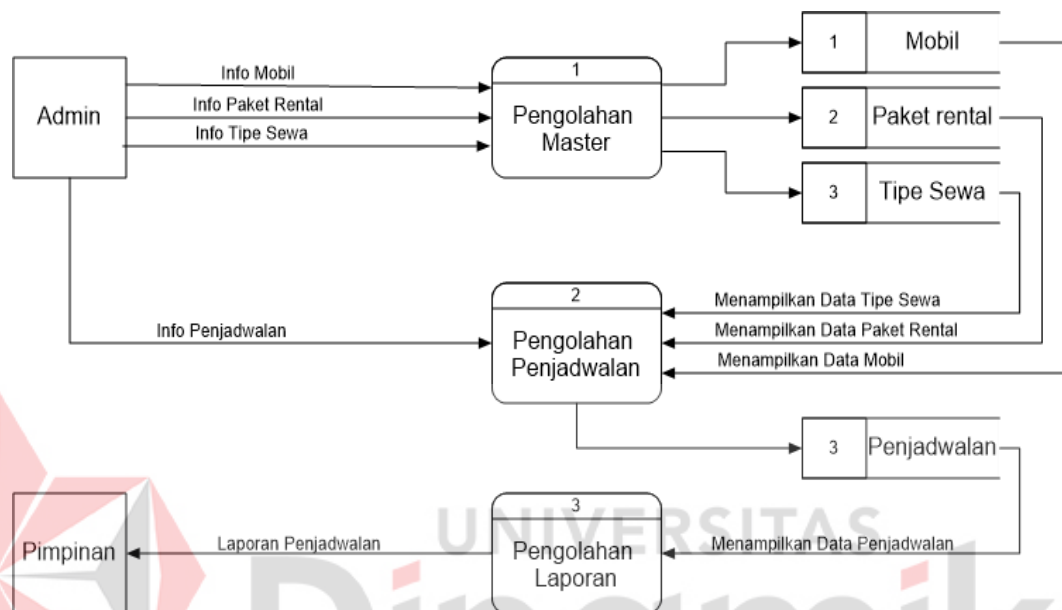 1
Mobil
Info Mobil
1
Admin
Info Paket Rental
Pengolahan
Master
2
Paket rental
Info Tipe Sewa
3
Tipe Sewa
2
Menampilkan Data Tipe Sewa
Info Penjadwalan
Pengolahan
Penjadwalan
Menampilkan Data Paket Rental
Menampilkan Data Mobil
3
Penjadwalan
3
UNIVERSITAS
Pimpinan
Laporan Penjadwalan
Pengolahan
Laporan
Menampilkan Data Penjadwalan